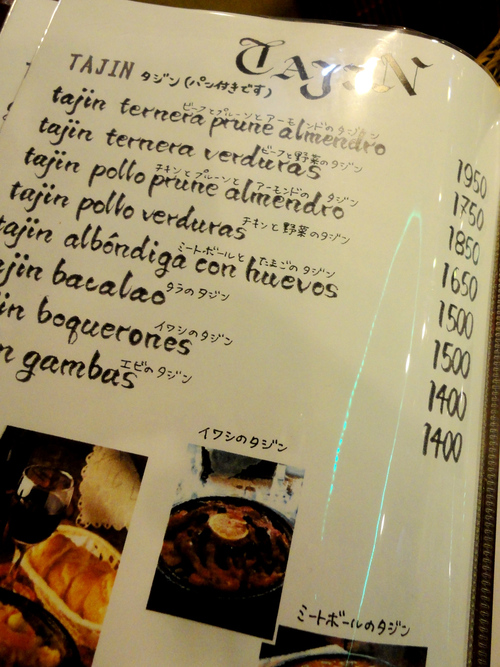 TAJIN
TAJIN タジン(パン付きです)
ビーフとプルーンとアーモンドのタジン
tajin ternera prune almendro 1950
ビーフと野菜のタジン
tajin ternera verduras 1750
チキンとプルーンとアーモンドのタジン
tajin pollo prune almendro 1850
tajin pollo verduras チキンと野菜のタジン 1650
ミートボールとたまごのタジン
tajin albóndiga con huevos 1500
jin bacalao タラのタジン 1500
in boquerones イワシのタジン 1400
n gambas エビのタジン 1400
イワシのタジン
ミートボールのタジン